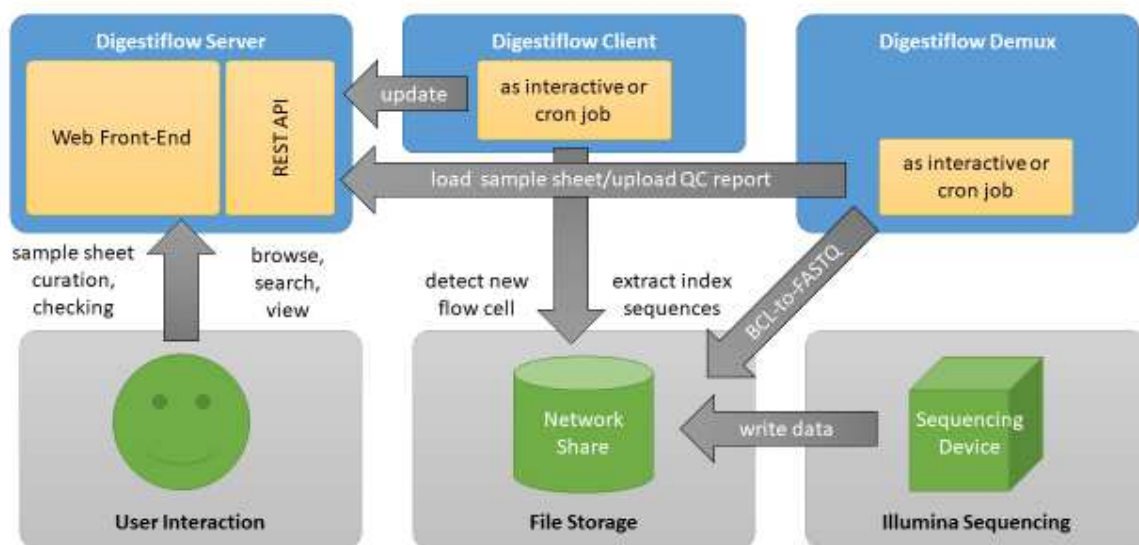 Digestiflow Server
Digestiflow Client
Digestiflow Demux
Web Front-End
REST API
update
as interactive or
cron job
load sample sheet/upload QC report
as interactive or
cron job
sample sheet
curation,
checking
browse,
search,
view
detect new
flow cell
extract index
sequences
BCL-to-FASTQ
Network
Share
write data
Sequencing
Device
User Interaction
File Storage
Illumina Sequencing